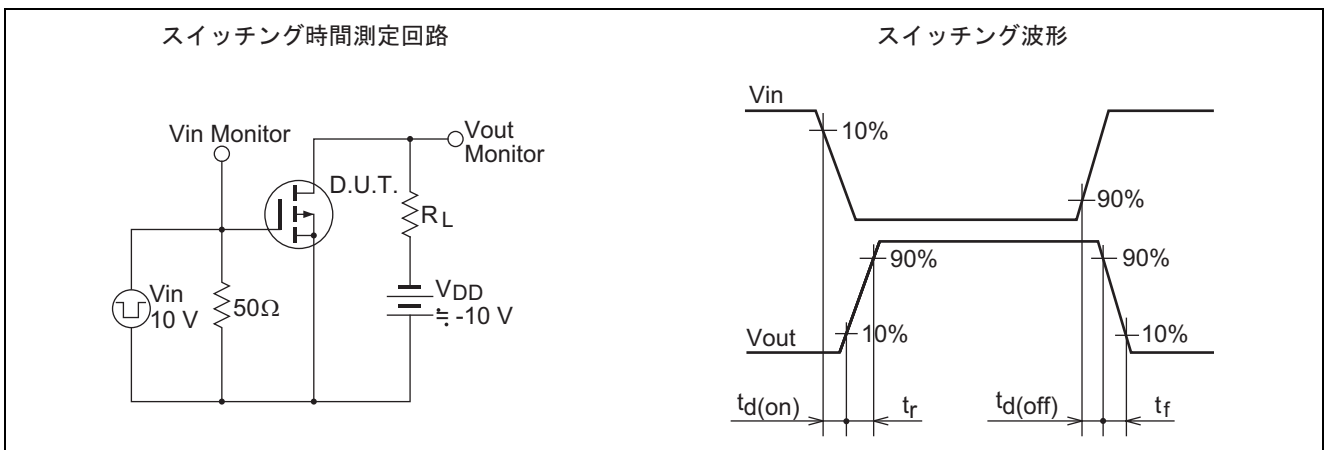 スイッチング時間測定回路
Vin Monitor
Vout
Monitor
D.U.T.
RL
Vin
10 V
50Ω
VDD
≒ -10 V
スイッチング波形
Vin
10%
90%
90%
90%
Vout
10%
10%
td(on)
tr
td(off)
tf